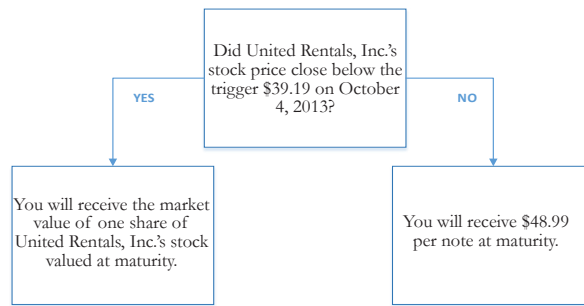 Did United Rentals, Inc.'s
stock price close below the
trigger $39.19 on October
4, 2013?
YES
NO
You will receive the market
value of one share of
United Rentals, Inc.'s stock
valued at maturity.
You will receive $48.99
per note at maturity.